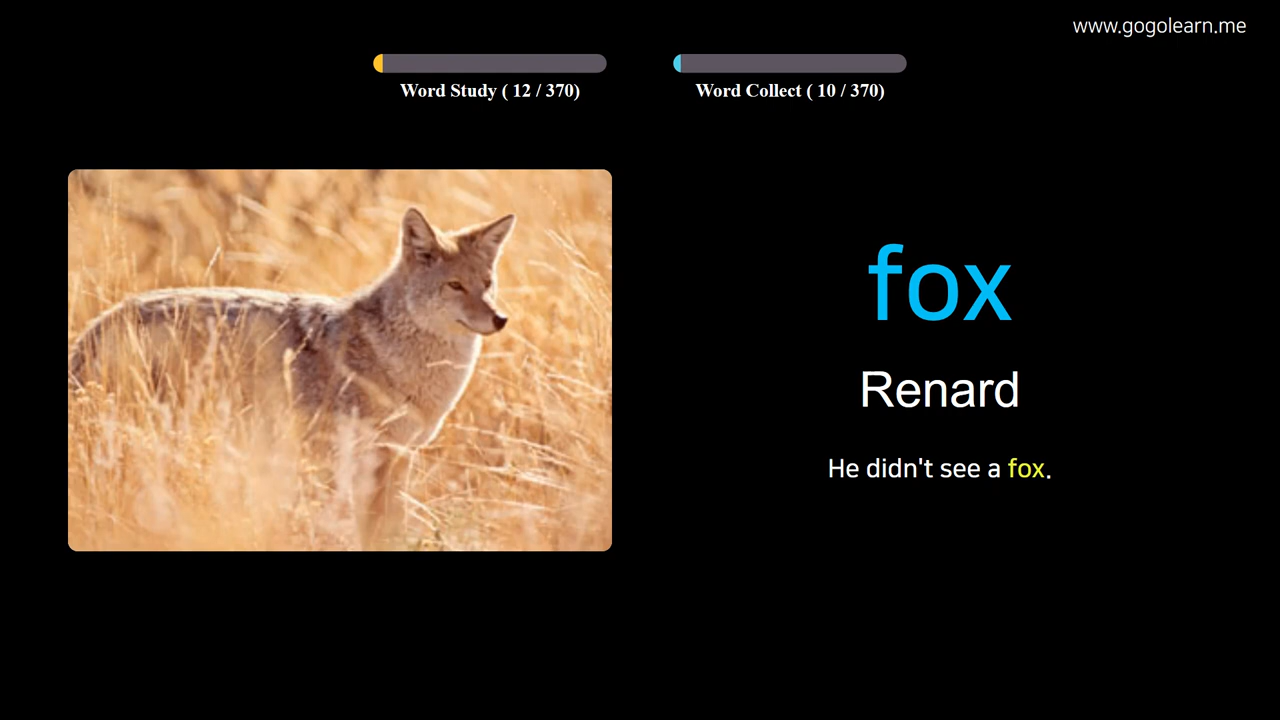 www.gogolearn.me
Word Study ( 12 / 370)
Word Collect ( 10 / 370)
fox
Renard
He didn't see a fox.